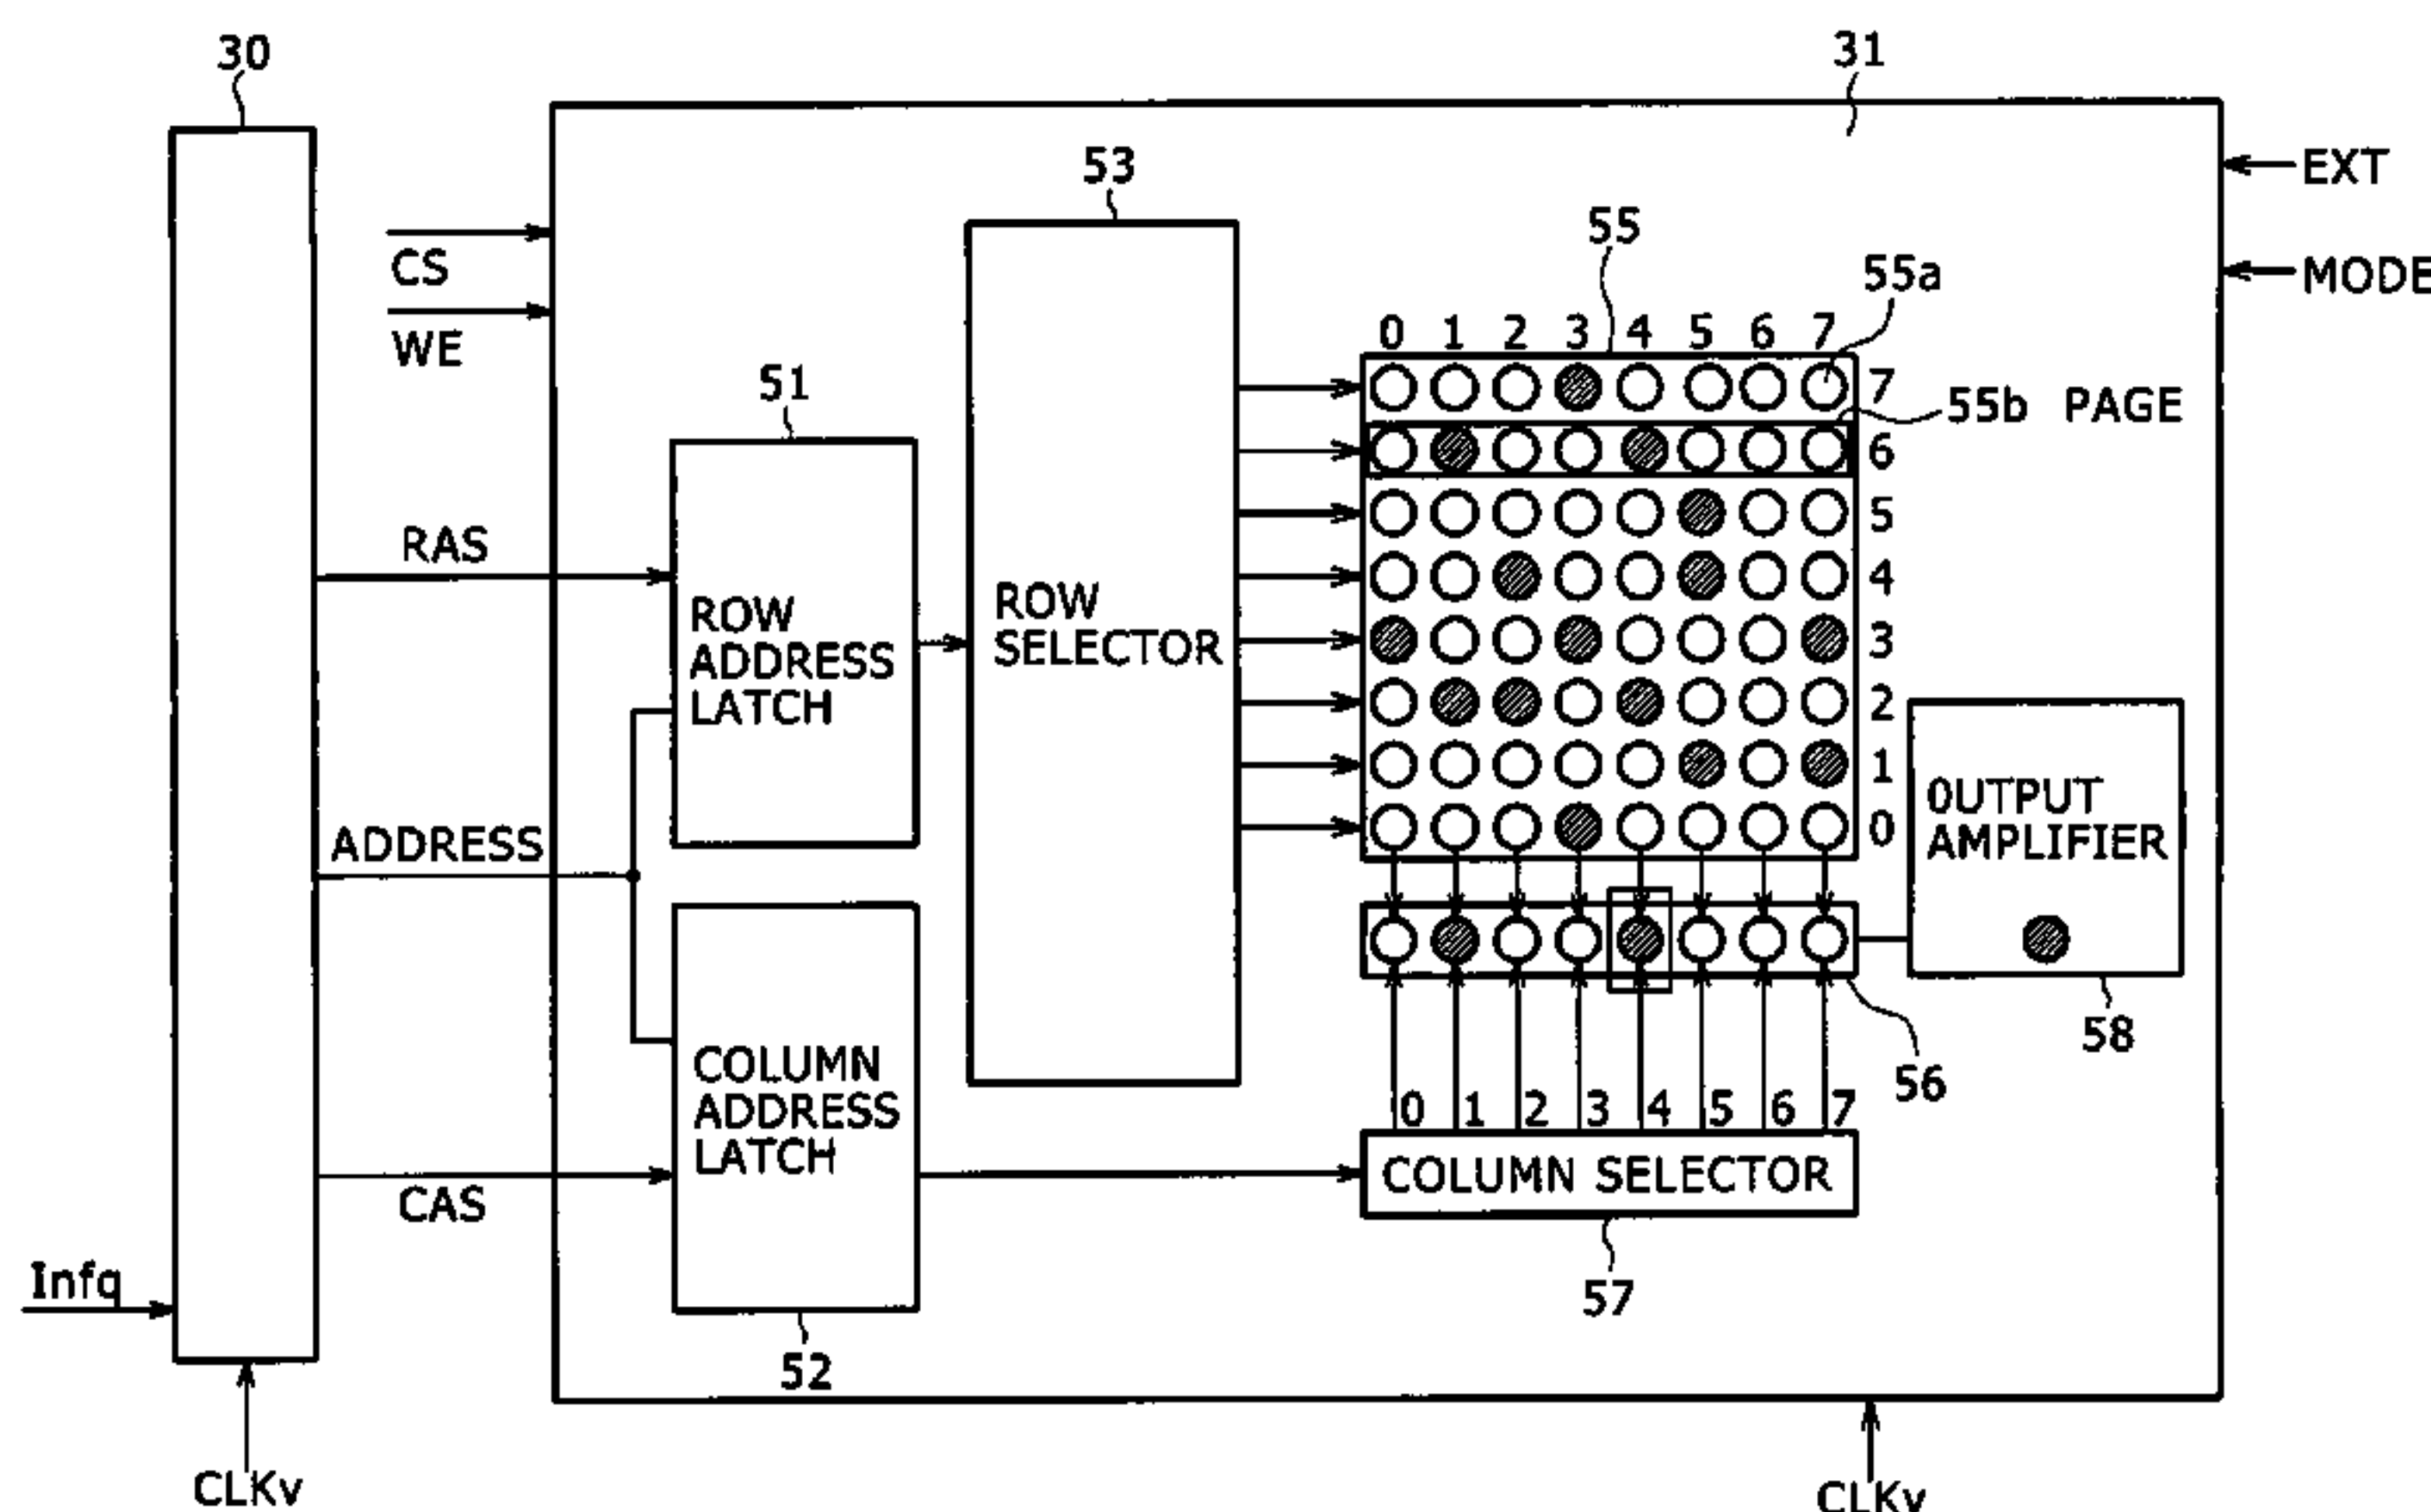 30
31
53
EXT
CS
55
55a
MODE
WE
0 1 2 3 4 5 6 7
51
7
55b PAGE
6
5
RAS
4
ROW
ADDRESS
LATCH
ROW
SELECTOR
3
2
1
OUTPUT
AMPLIFIER
ADDRESS
0
58
COLUMN
ADDRESS
LATCH
56
0 1 2 3 4 5 6 7
COLUMN SELECTOR
CAS
Infq
57
52
CLKv
CLKv